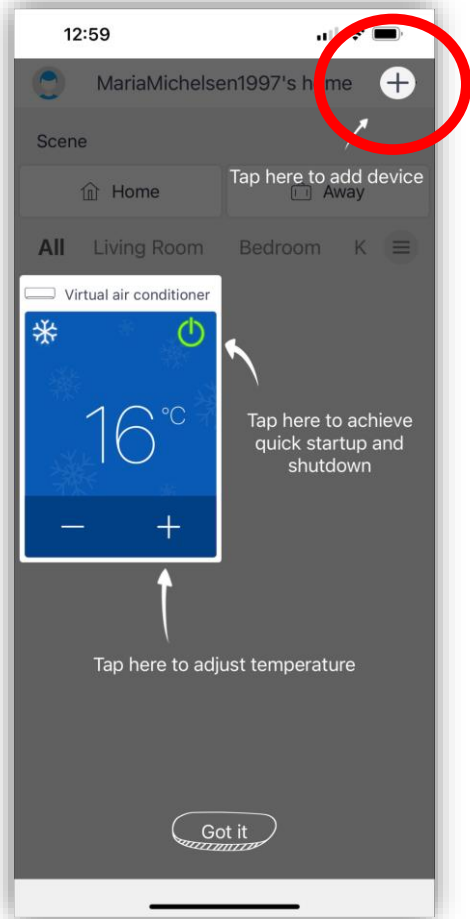 12:59
MariaMichelsen1997's home
Scene
Tap here to add device
Home
Away
All Living Room Bedroom K
Virtual air conditioner
16°C
Tap here to achieve
quick startup and
shutdown
− +
Tap here to adjust temperature
Got it